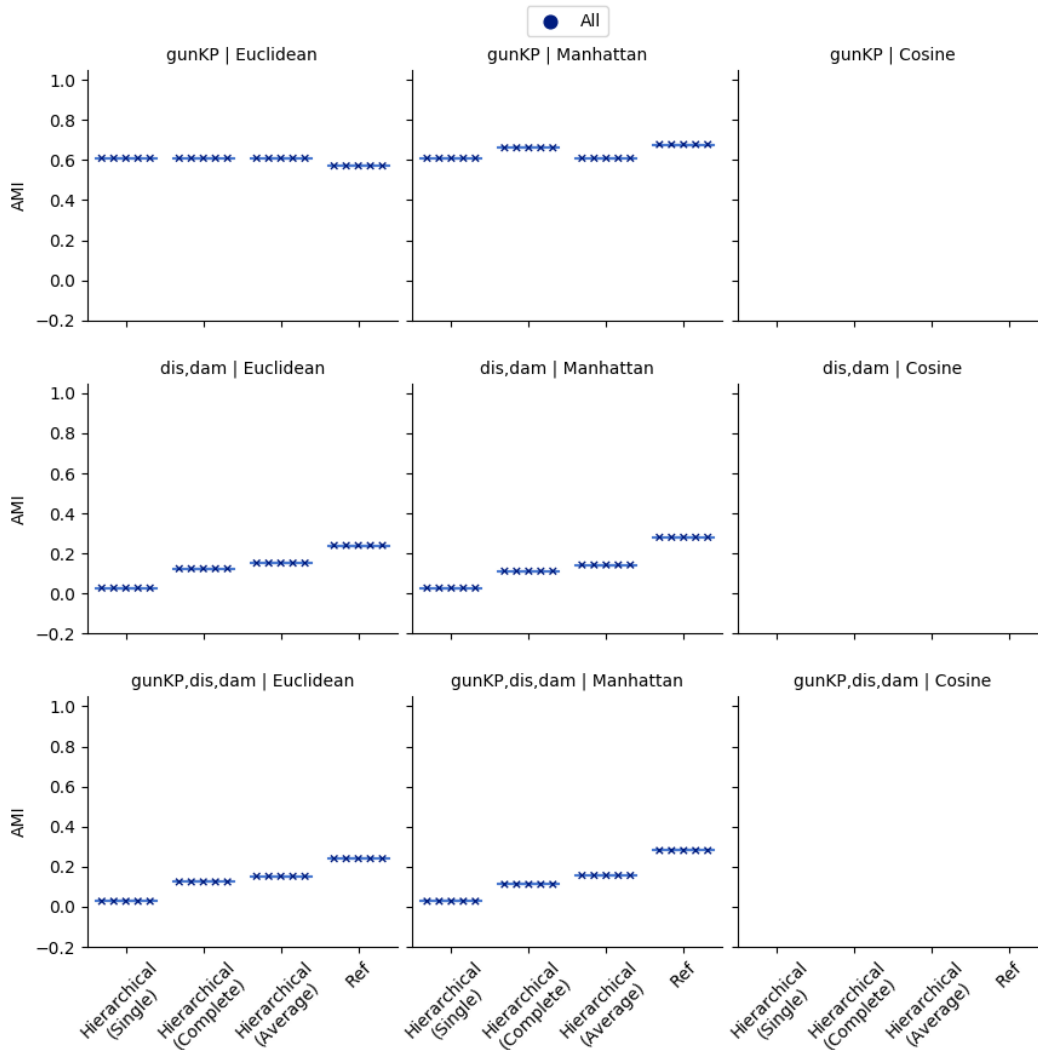 All
gunKP | Euclidean
gunKP | Manhattan
gunKP | Cosine
1.0
0.8
0.6
0.4
0.2
0.0
−0.2
AMI
dis,dam | Euclidean
dis,dam | Manhattan
dis,dam | Cosine
1.0
0.8
0.6
0.4
0.2
0.0
−0.2
AMI
gunKP,dis,dam | Euclidean
gunKP,dis,dam | Manhattan
gunKP,dis,dam | Cosine
1.0
0.8
0.6
0.4
0.2
0.0
−0.2
AMI
Hierarchical
(Single)
Hierarchical
(Complete)
Hierarchical
(Average)
Ref
Hierarchical
(Single)
Hierarchical
(Complete)
Hierarchical
(Average)
Ref
Hierarchical
(Single)
Hierarchical
(Complete)
Hierarchical
(Average)
Ref